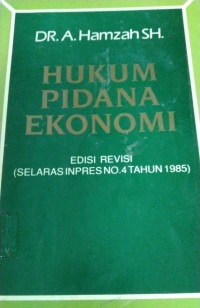 DR. A. Hamzah SH.
HUKUM
PIDANA
EKONOMI
EDISI REVISI
(SELARAS INPRES NO. 4 TAHUN 1985)